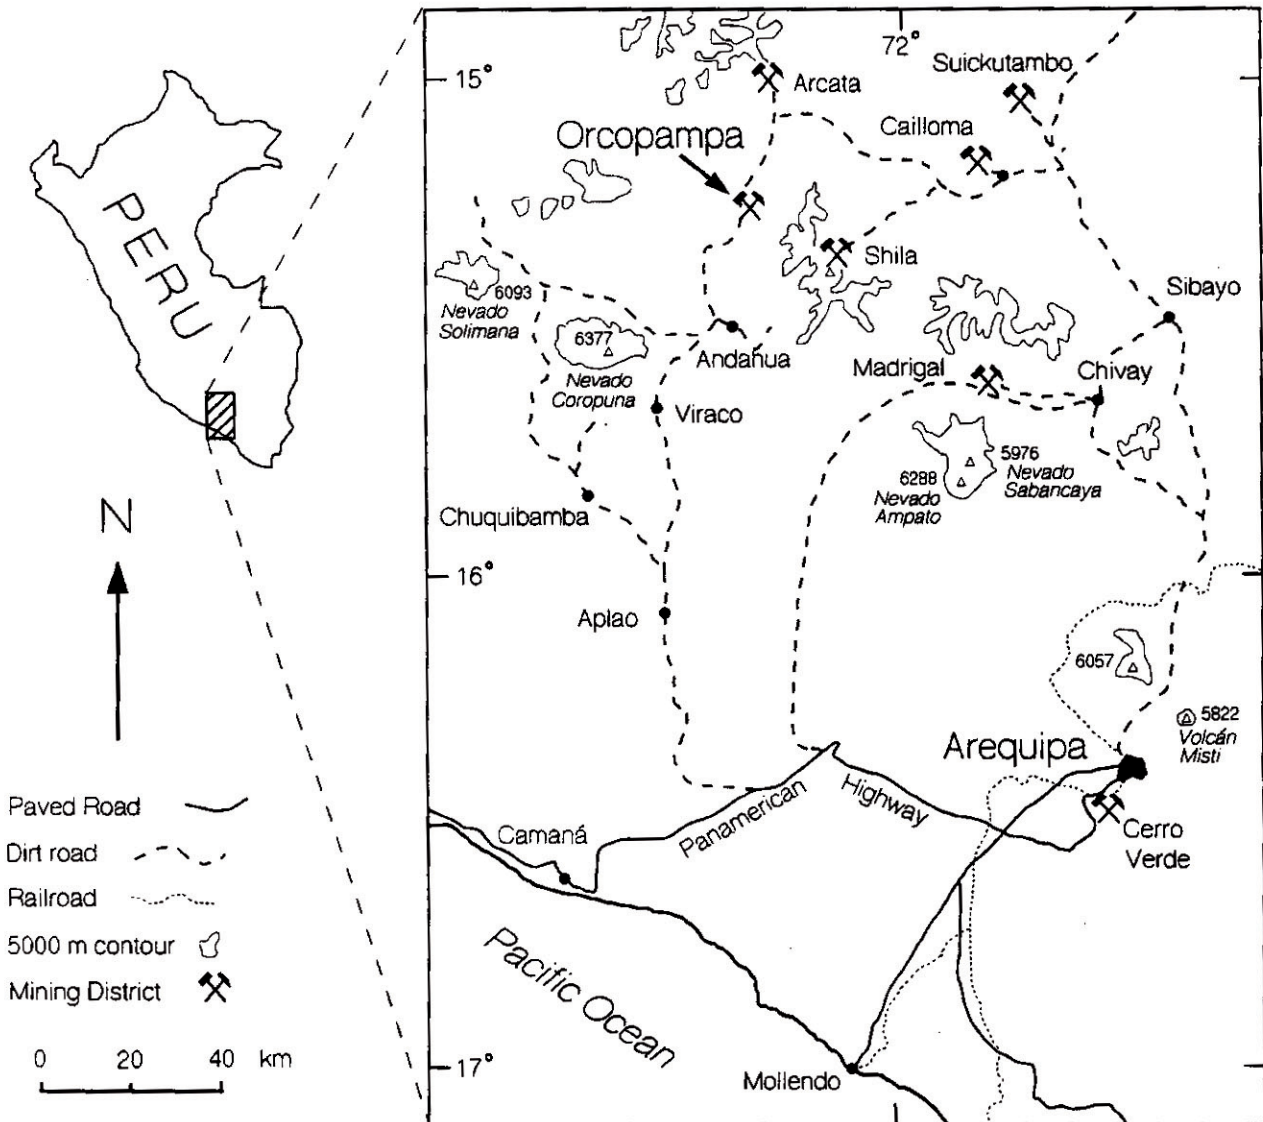 72°
15°
Suickutambo
Arcata
Cailloma
Orcopampa
PERU
Shila
6093
Nevado
Solimana
Sibayo
6377
Andahua
Nevado
Coropuna
Madrigal
Chivay
Viraco
5976
Nevado
Sabancaya
6288
Nevado
Ampato
N
Chuquibamba
16°
Aplao
6057
5822
Volcán
Misti
Arequipa
Paved Road
Panamerican Highway
Camaná
Cerro
Verde
Dirt road
Railroad
5000 m contour
Mining District
Pacific Ocean
0 20 40 km
17°
Mollendo